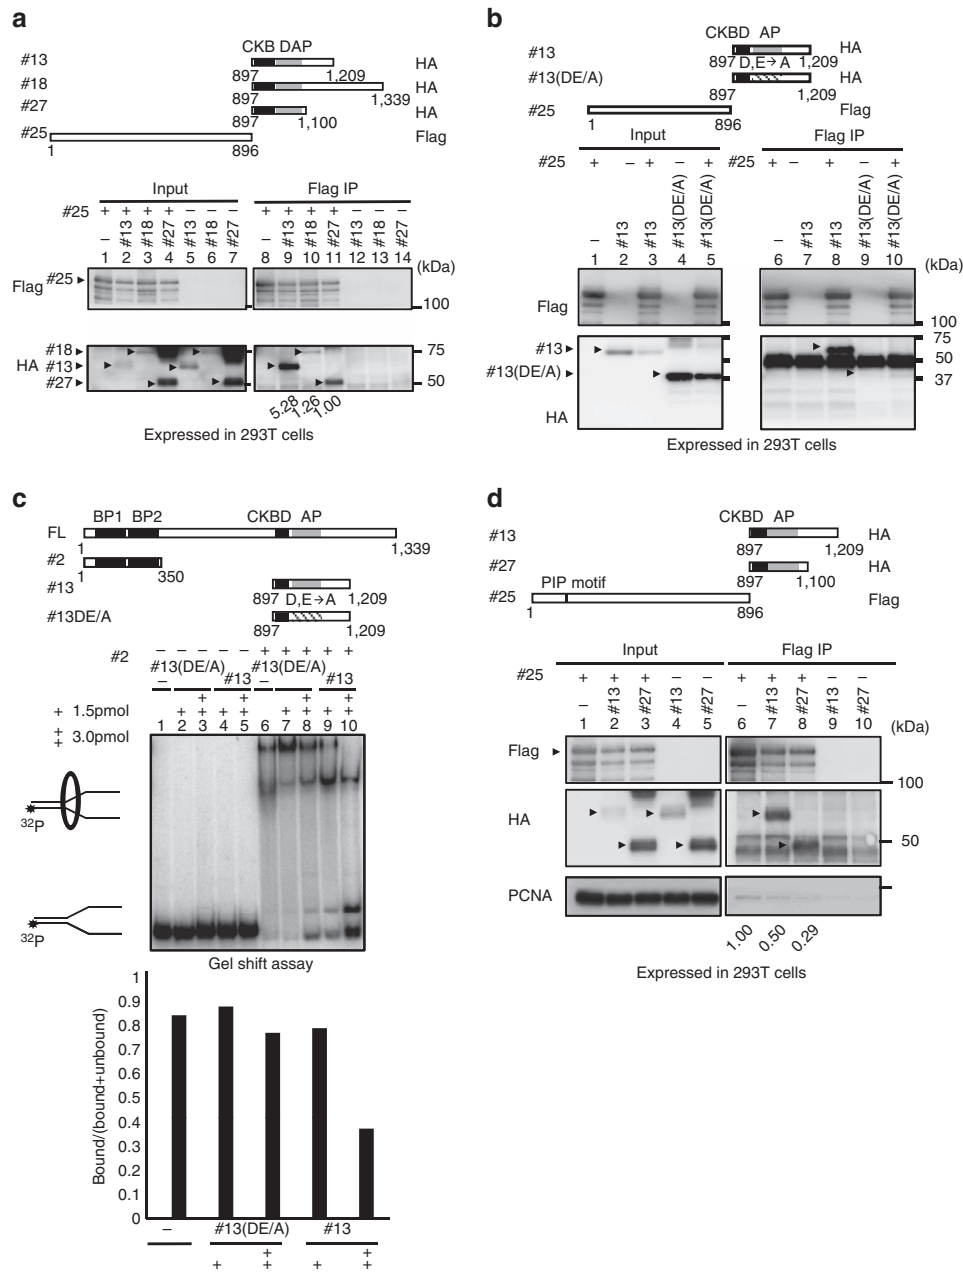 a
CKB DAP
#13 HA
897 1,209
#18 HA
897 1,339
#27 HA
897 1,100
#25 Flag
1 896
Input Flag IP
#25 + + + + − − − + + + + − − −
− #13 #18 #27 #13 #18 #27 − #13 #18 #27 #13 #18 #27
1 2 3 4 5 6 7 8 9 10 11 12 13 14 (kDa)
Flag #25
100
#18 75
HA #13
#27 50
5.28 1.26 1.00
Expressed in 293T cells
b
CKBD AP
#13 HA
897 D,E→A 1,209
#13(DE/A) HA
897 1,209
#25 Flag
1 896
Input Flag IP
#25 + − + − + #25 + − + − +
− #13 #13 #13(DE/A) #13(DE/A) − #13 #13 #13(DE/A) #13(DE/A)
1 2 3 4 5 6 7 8 9 10 (kDa)
Flag
100
75
#13
50
#13(DE/A) 37
HA
Expressed in 293T cells
c
BP1 BP2 CKBD AP
FL
1 1,339
#2
1 350
#13
897 D,E→A 1,209
#13DE/A
897 1,209
#2 − − − − − + + + + +
#13(DE/A) #13(DE/A)
− #13 − #13
+ + + +
+ 1.5pmol + + + + + + + +
1 2 3 4 5 6 7 8 9 10
+
+ 3.0pmol
32P
32P
Gel shift assay
Bound/(bound+unbound)
1
0.9
0.8
0.7
0.6
0.5
0.4
0.3
0.2
0.1
0
− #13(DE/A) #13
+ +
+ + + +
d
CKBD AP
#13 HA
897 1,209
#27 HA
897 1,100
#25 PIP motif Flag
1 896
Input Flag IP
#25 + + + − − + + + − −
− #13 #27 #13 #27 − #13 #27 #13 #27
1 2 3 4 5 6 7 8 9 10 (kDa)
Flag
100
HA
50
PCNA
1.00 0.50 0.29
Expressed in 293T cells